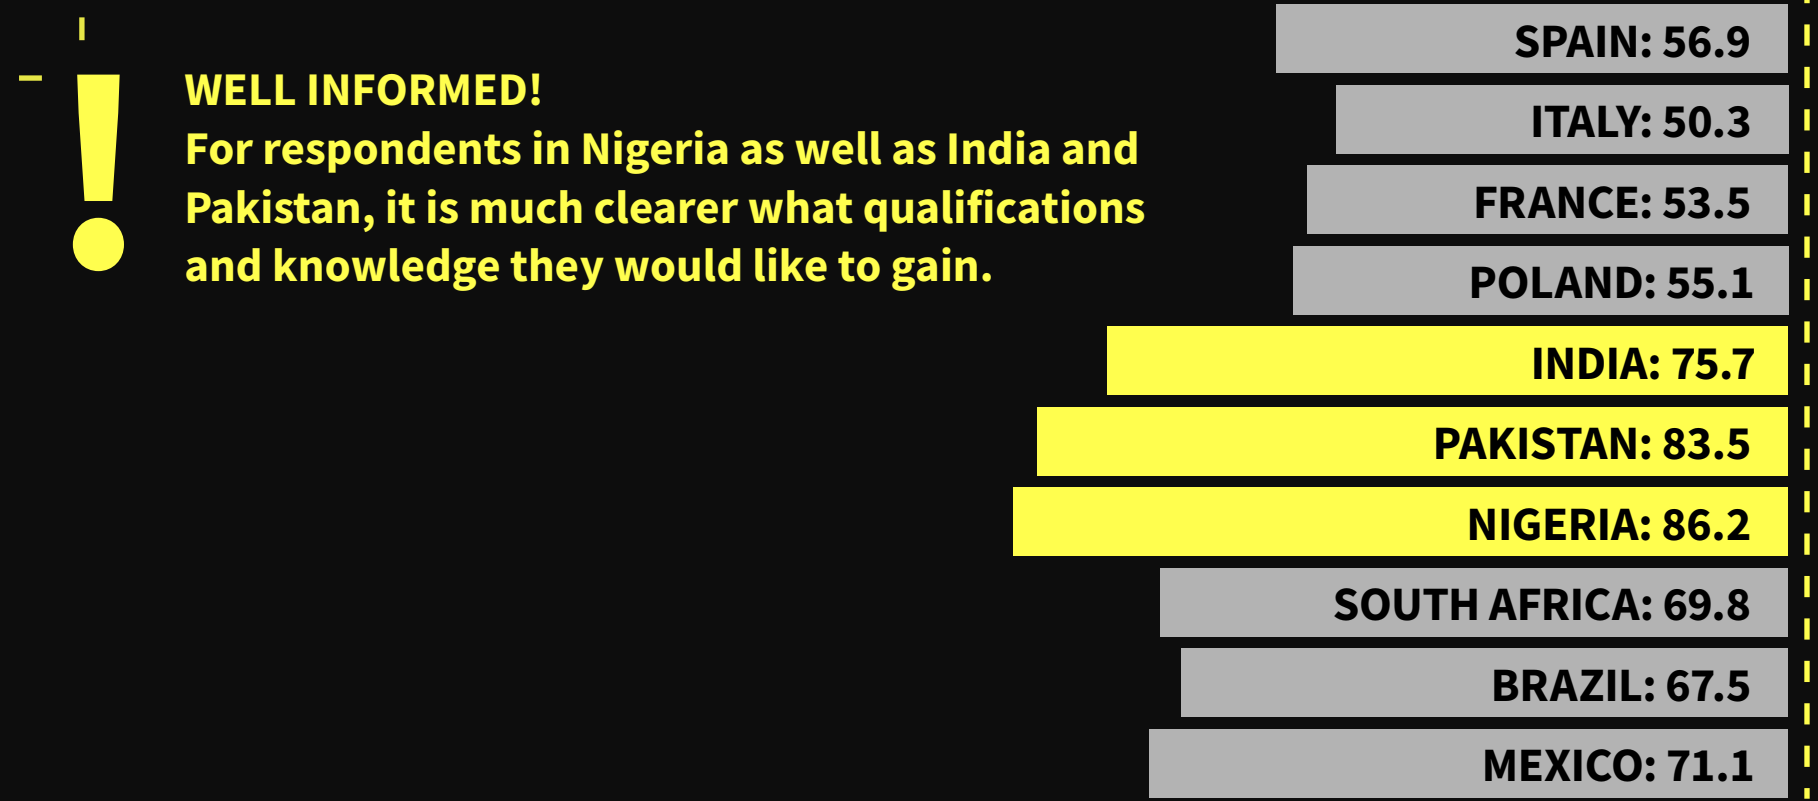 WELL INFORMED!
For respondents in Nigeria as well as India and
Pakistan, it is much clearer what qualifications
and knowledge they would like to gain.
SPAIN: 56.9
ITALY: 50.3
FRANCE: 53.5
POLAND: 55.1
INDIA: 75.7
PAKISTAN: 83.5
NIGERIA: 86.2
SOUTH AFRICA: 69.8
BRAZIL: 67.5
MEXICO: 71.1